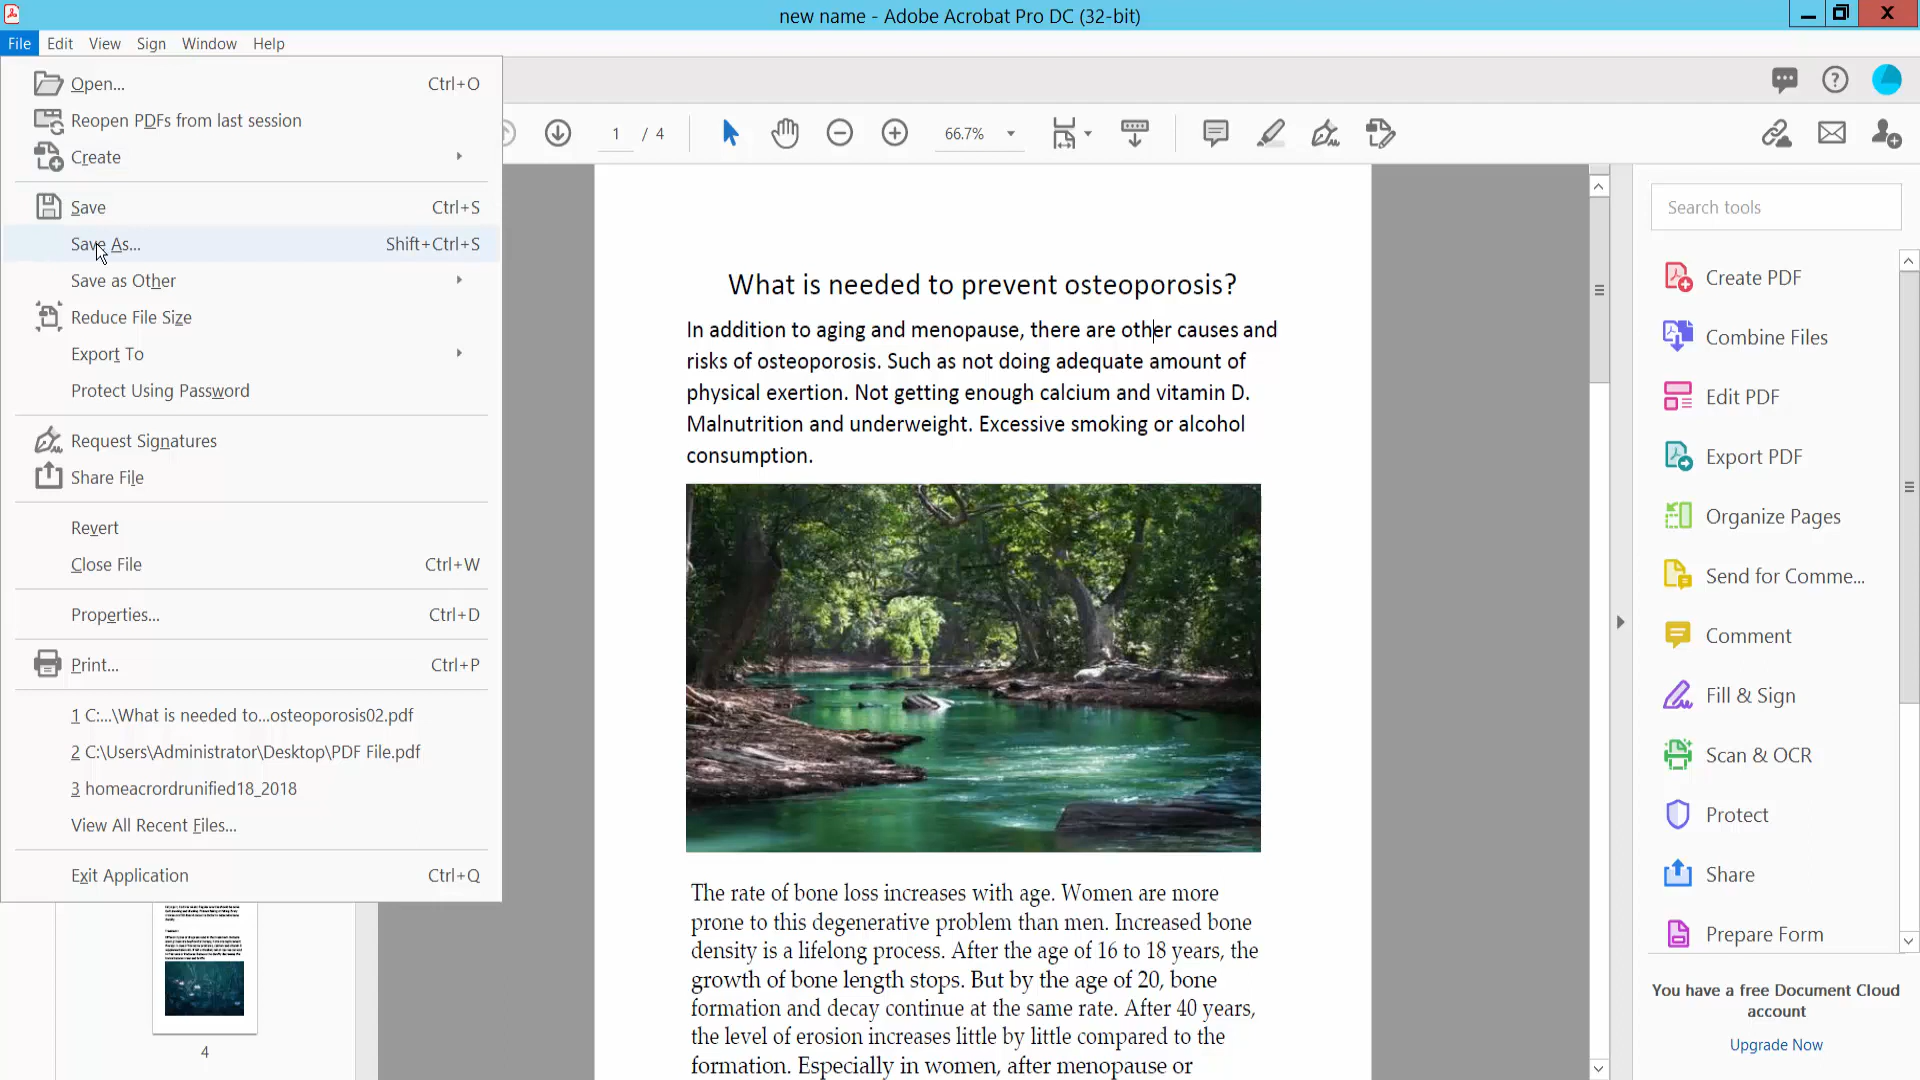 new name - Adobe Acrobat Pro DC (32-bit)
File Edit View Sign Window Help
Open... Ctrl+O
Reopen PDFs from last session
Create
Save Ctrl+S
Save As... Shift+Ctrl+S
Save as Other
Reduce File Size
Export To
Protect Using Password
Request Signatures
Share File
Revert
Close File Ctrl+W
Properties... Ctrl+D
Print... Ctrl+P
1 C:...\What is needed to...osteoporosis02.pdf
2 C:\Users\Administrator\Desktop\PDF File.pdf
3 homeacrordrunified18_2018
View All Recent Files...
Exit Application Ctrl+Q
4
1 / 4 66.7%
What is needed to prevent osteoporosis?
In addition to aging and menopause, there are other causes and
risks of osteoporosis. Such as not doing adequate amount of
physical exertion. Not getting enough calcium and vitamin D.
Malnutrition and underweight. Excessive smoking or alcohol
consumption.
The rate of bone loss increases with age. Women are more
prone to this degenerative problem than men. Increased bone
density is a lifelong process. After the age of 16 to 18 years, the
growth of bone length stops. But by the age of 20, bone
formation and decay continue at the same rate. After 40 years,
the level of erosion increases little by little compared to the
formation. Especially in women, after menopause or
Search tools
Create PDF
Combine Files
Edit PDF
Export PDF
Organize Pages
Send for Comme...
Comment
Fill & Sign
Scan & OCR
Protect
Share
Prepare Form
You have a free Document Cloud
account
Upgrade Now